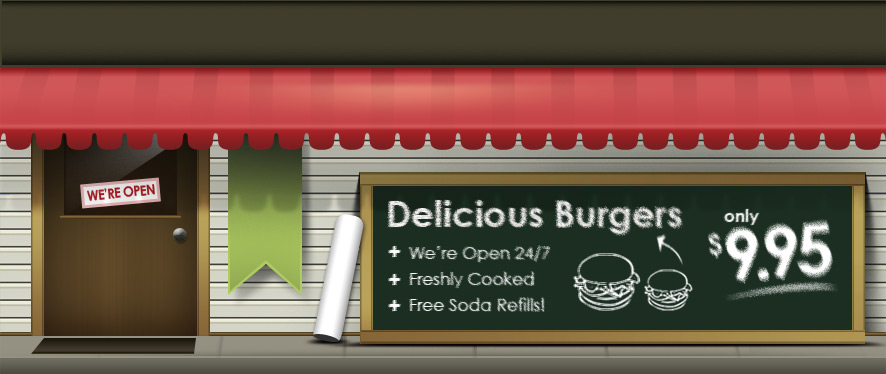 WE'RE OPEN
Delicious Burgers
+ We're Open 24/7
+ Freshly Cooked
+ Free Soda Refills!
only
$9.95